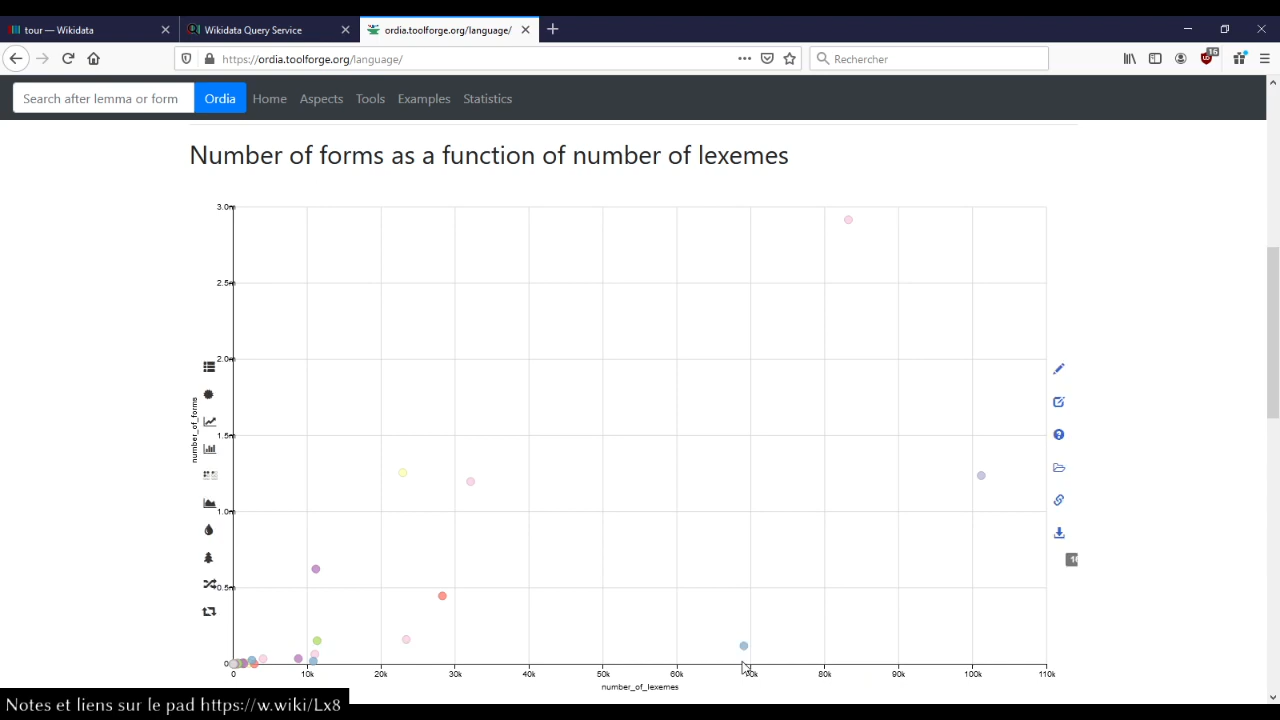 tour — Wikidata
Wikidata Query Service
ordia.toolforge.org/language/
https://ordia.toolforge.org/language/
Rechercher
16
Search after lemma or form
Ordia
Home
Aspects
Tools
Examples
Statistics
Number of forms as a function of number of lexemes
3.0m
2.5m
2.0m
1.5m
1.0m
0.5m
0
number_of_forms
0
10k
20k
30k
40k
50k
60k
70k
80k
90k
100k
110k
number_of_lexemes
Notes et liens sur le pad https://w.wiki/Lx8